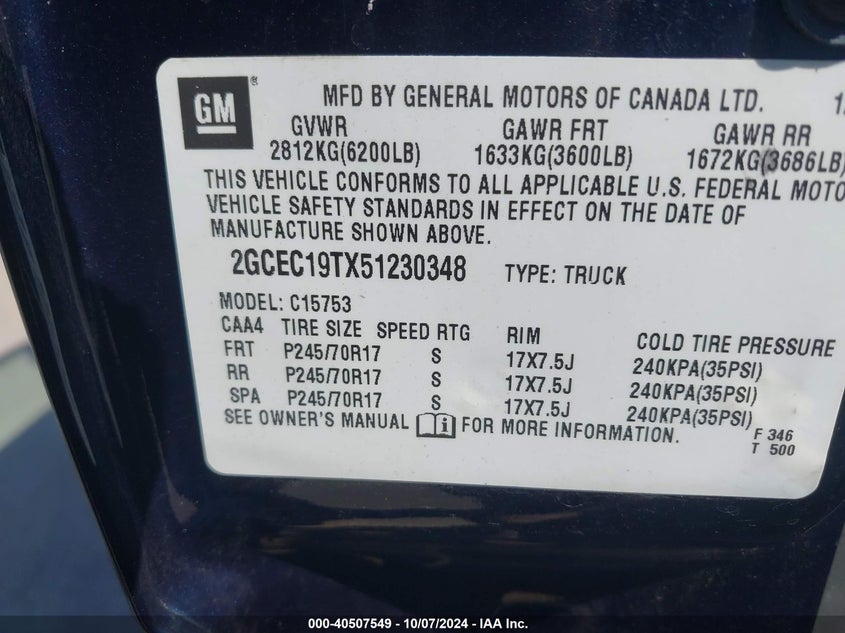 GM ®
MFD BY GENERAL MOTORS OF CANADA LTD.
GVWR GAWR FRT GAWR RR
2812KG(6200LB) 1633KG(3600LB) 1672KG(3686LB)
THIS VEHICLE CONFORMS TO ALL APPLICABLE U.S. FEDERAL MOTO
VEHICLE SAFETY STANDARDS IN EFFECT ON THE DATE OF
MANUFACTURE SHOWN ABOVE.
2GCEC19TX51230348 TYPE: TRUCK
MODEL: C15753
CAA4 TIRE SIZE SPEED RTG RIM COLD TIRE PRESSURE
FRT P245/70R17 S 17X7.5J 240KPA(35PSI)
RR P245/70R17 S 17X7.5J 240KPA(35PSI)
SPA P245/70R17 S 17X7.5J 240KPA(35PSI)
SEE OWNER'S MANUAL i FOR MORE INFORMATION.
F 346
T 500
000-40507549 - 10/07/2024 - IAA Inc.